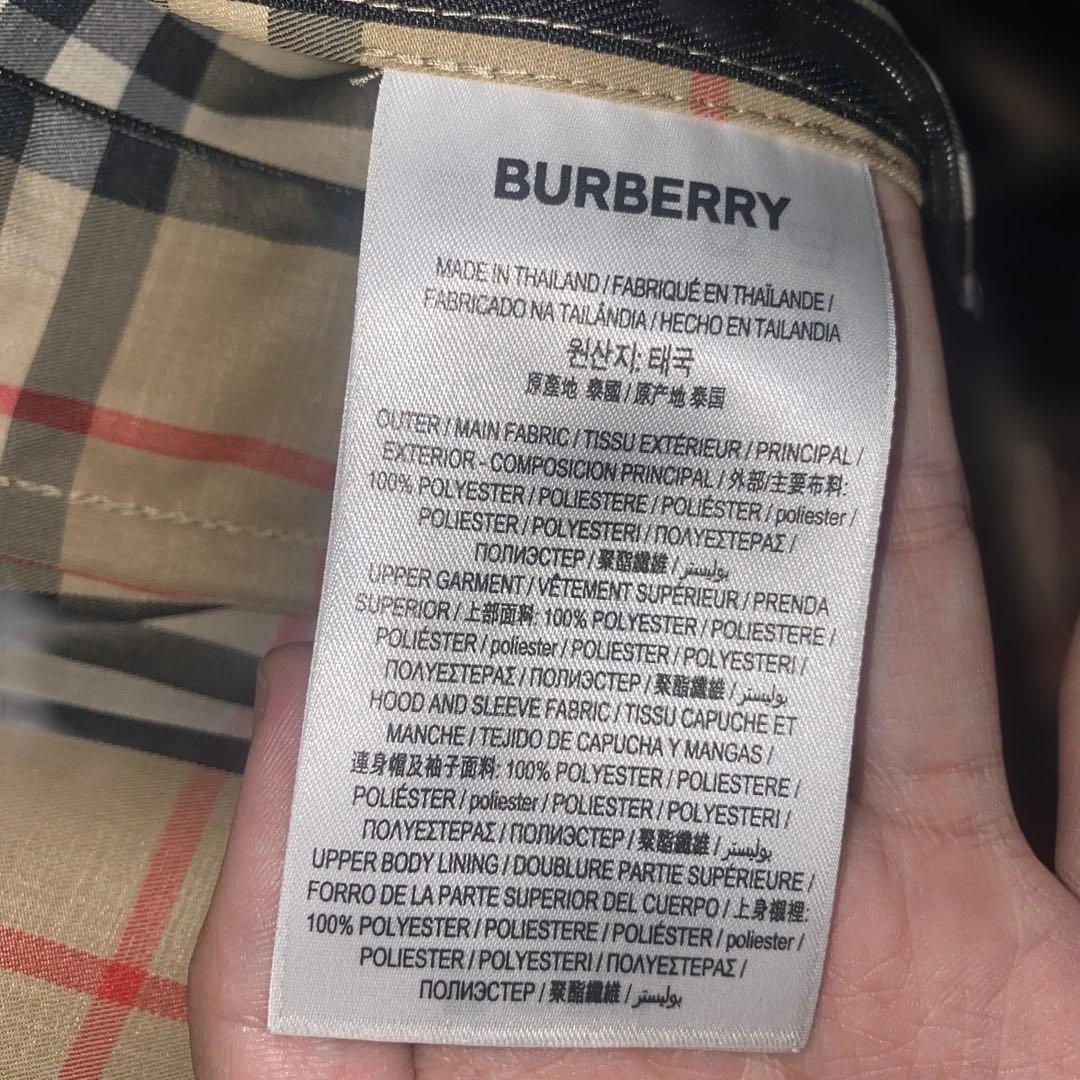 BURBERRY
MADE IN THAILAND / FABRIQUÉ EN THAÏLANDE /
FABRICADO NA TAILÂNDIA / HECHO EN TAILANDIA
원산지: 태국
原產地 泰國 / 原产地 泰国
OUTER / MAIN FABRIC / TISSU EXTÉRIEUR / PRINCIPAL /
EXTERIOR - COMPOSICION PRINCIPAL / 外部/主要布料:
100% POLYESTER / POLIESTERE / POLIÉSTER / poliester /
POLIESTER / POLYESTERI / ΠΟΛΥΕΣΤΕΡΑΣ /
ПОЛИЭСТЕР / 聚酯纖維 / بوليستر
UPPER GARMENT / VÊTEMENT SUPÉRIEUR / PRENDA
SUPERIOR / 上部面料: 100% POLYESTER / POLIESTERE /
POLIÉSTER / poliester / POLIESTER / POLYESTERI /
ΠΟΛΥΕΣΤΕΡΑΣ / ПОЛИЭСТЕР / 聚酯纖維 / بوليستر
HOOD AND SLEEVE FABRIC / TISSU CAPUCHE ET
MANCHE / TEJIDO DE CAPUCHA Y MANGAS /
連身帽及袖子面料: 100% POLYESTER / POLIESTERE /
POLIÉSTER / poliester / POLIESTER / POLYESTERI /
ΠΟΛΥΕΣΤΕΡΑΣ / ПОЛИЭСТЕР / 聚酯纖維 / بوليستر
UPPER BODY LINING / DOUBLURE PARTIE SUPÉRIEURE /
FORRO DE LA PARTE SUPERIOR DEL CUERPO / 上身襯裡:
100% POLYESTER / POLIESTERE / POLIÉSTER / poliester /
POLIESTER / POLYESTERI / ΠΟΛΥΕΣΤΕΡΑΣ /
ПОЛИЭСТЕР / 聚酯纖維 / بوليستر